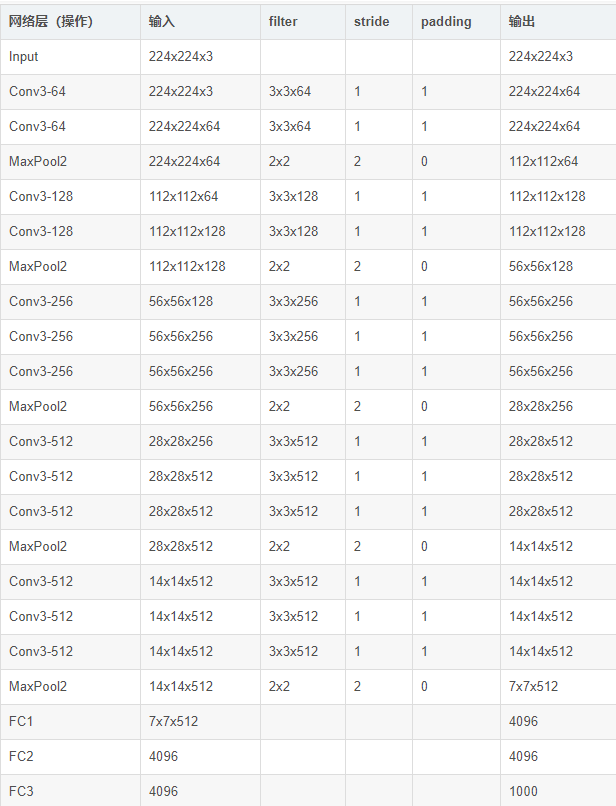 网络层（操作） 输入 filter stride padding 输出
Input 224x224x3 224x224x3
Conv3-64 224x224x3 3x3x64 1 1 224x224x64
Conv3-64 224x224x64 3x3x64 1 1 224x224x64
MaxPool2 224x224x64 2x2 2 0 112x112x64
Conv3-128 112x112x64 3x3x128 1 1 112x112x128
Conv3-128 112x112x128 3x3x128 1 1 112x112x128
MaxPool2 112x112x128 2x2 2 0 56x56x128
Conv3-256 56x56x128 3x3x256 1 1 56x56x256
Conv3-256 56x56x256 3x3x256 1 1 56x56x256
Conv3-256 56x56x256 3x3x256 1 1 56x56x256
MaxPool2 56x56x256 2x2 2 0 28x28x256
Conv3-512 28x28x256 3x3x512 1 1 28x28x512
Conv3-512 28x28x512 3x3x512 1 1 28x28x512
Conv3-512 28x28x512 3x3x512 1 1 28x28x512
MaxPool2 28x28x512 2x2 2 0 14x14x512
Conv3-512 14x14x512 3x3x512 1 1 14x14x512
Conv3-512 14x14x512 3x3x512 1 1 14x14x512
Conv3-512 14x14x512 3x3x512 1 1 14x14x512
MaxPool2 14x14x512 2x2 2 0 7x7x512
FC1 7x7x512 4096
FC2 4096 4096
FC3 4096 1000